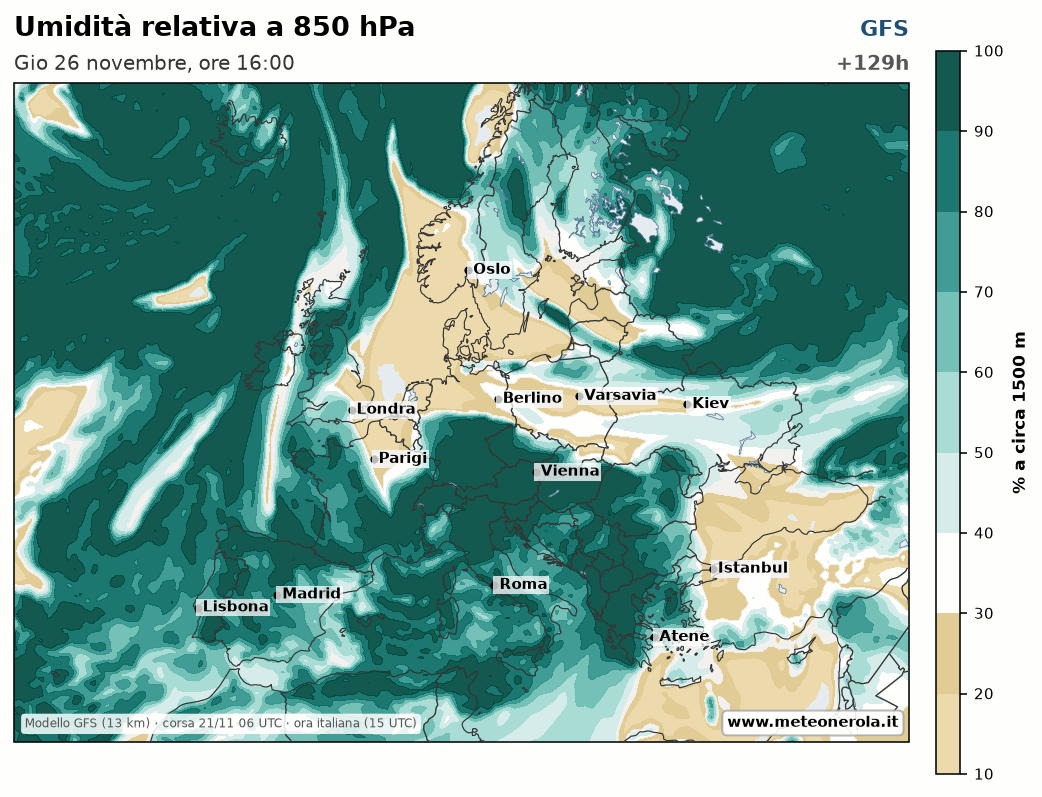 Umidità relativa a 850 hPa
GFS
Gio 26 novembre, ore 16:00
+129h
100
90
80
70
60
50
40
30
20
10
% a circa 1500 m
Oslo
Berlino
Varsavia
Kiev
Londra
Parigi
Vienna
Istanbul
Roma
Madrid
Lisbona
Atene
Modello GFS (13 km) · corsa 21/11 06 UTC · ora italiana (15 UTC)
www.meteonerola.it